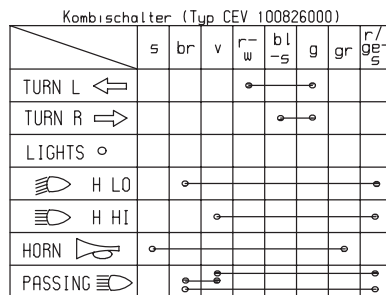 Kombischalter (Typ CEV 100826000)
s br v r-w bl-s g gr r/ge-s
TURN L
TURN R
LIGHTS
H LO
H HI
HORN
PASSING